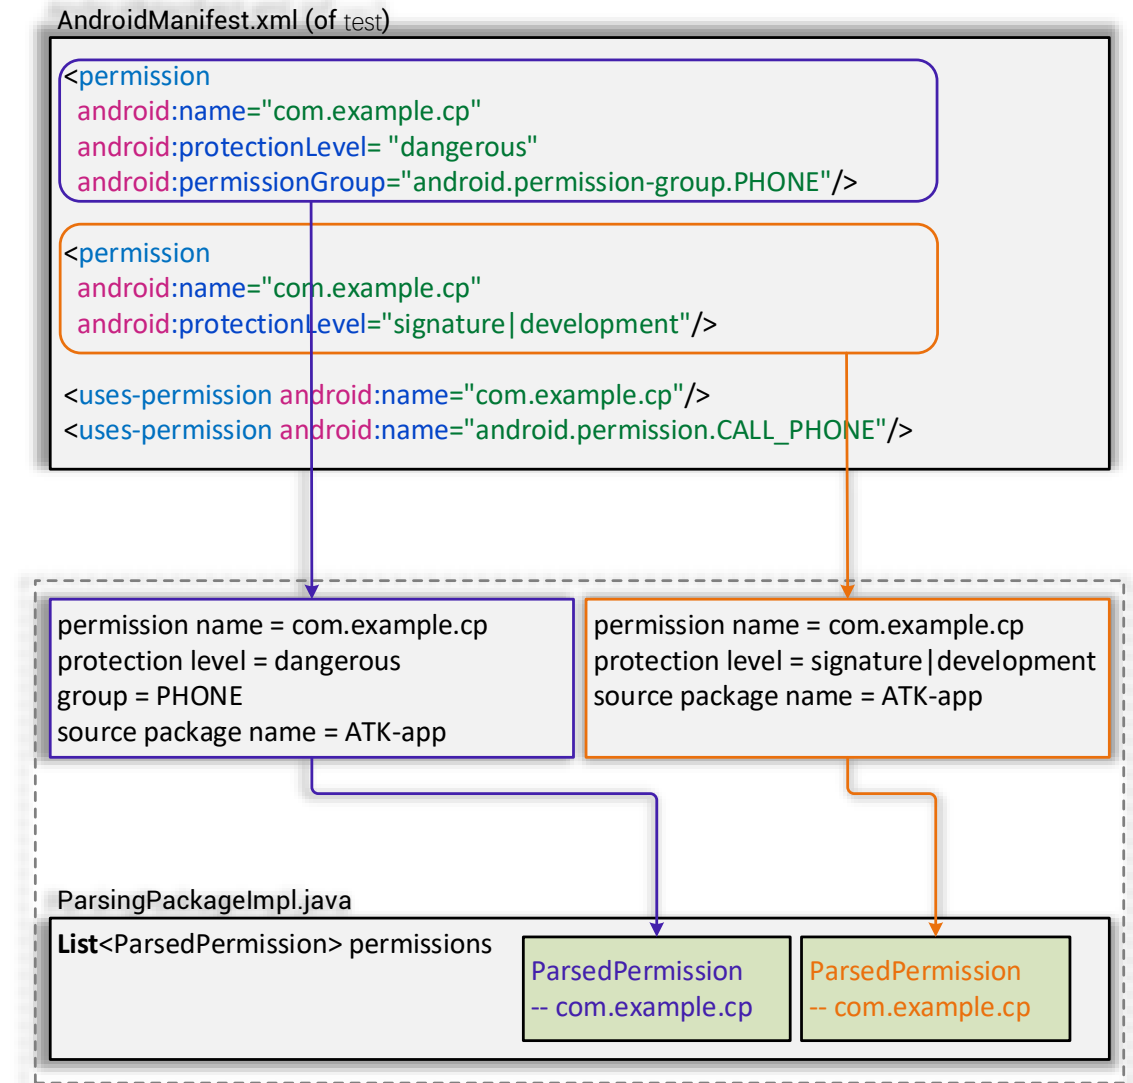 AndroidManifest.xml (of test)
<permission
android:name="com.example.cp"
android:protectionLevel= "dangerous"
android:permissionGroup="android.permission-group.PHONE"/>
<permission
android:name="com.example.cp"
android:protectionLevel="signature|development"/>
<uses-permission android:name="com.example.cp"/>
<uses-permission android:name="android.permission.CALL_PHONE"/>
permission name = com.example.cp
protection level = dangerous
group = PHONE
source package name = ATK-app
permission name = com.example.cp
protection level = signature|development
source package name = ATK-app
ParsingPackageImpl.java
List<ParsedPermission> permissions
ParsedPermission
-- com.example.cp
ParsedPermission
-- com.example.cp